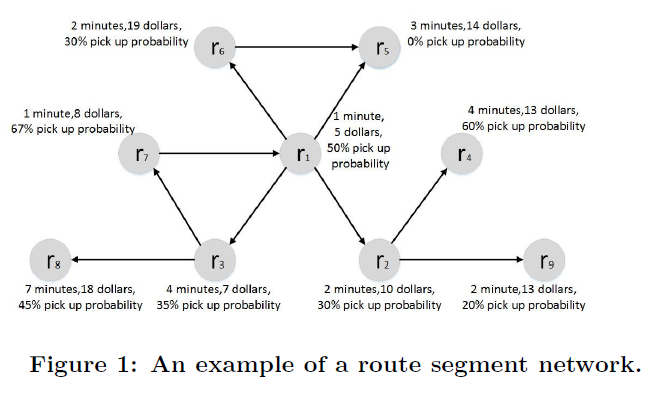 2 minutes,19 dollars,
30% pick up probability
r6
3 minutes,14 dollars,
0% pick up probability
r5
1 minute,8 dollars,
67% pick up probability
r7
1 minute,
5 dollars,
50% pick up
probability
r1
4 minutes,13 dollars,
60% pick up probability
r4
r8
7 minutes,18 dollars,
45% pick up probability
r3
4 minutes,7 dollars,
35% pick up probability
r2
2 minutes,10 dollars,
30% pick up probability
r9
2 minute,13 dollars,
20% pick up probability
Figure 1: An example of a route segment network.